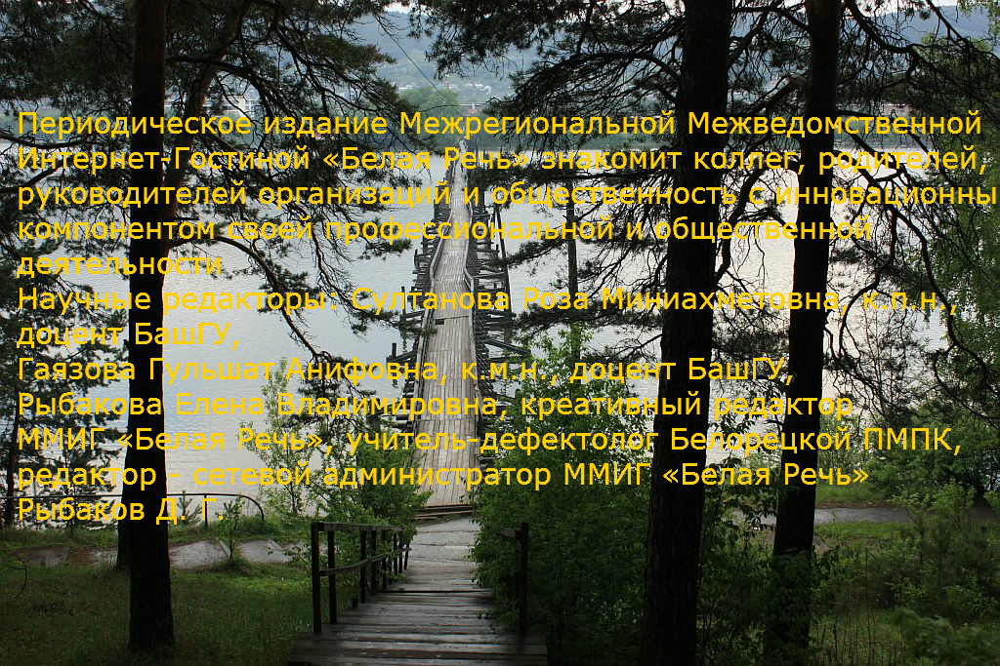 Периодическое издание Межрегиональной Межведомственной
Интернет-Гостиной «Белая Речь» знакомит коллег, родителей,
руководителей организаций и общественность с инновационны
компонентом своей профессиональной и общественной
деятельности.
Научные редакторы: Султанова Роза Миниахметовна, к.п.н.,
доцент БашГУ,
Гаязова Гульшат Анифовна, к.м.н., доцент БашГУ,
Рыбакова Елена Владимировна, креативный редактор
ММИГ «Белая Речь», учитель-дефектолог Белорецкой ПМПК,
редактор - сетевой администратор ММИГ «Белая Речь»
Рыбаков Д. Г.